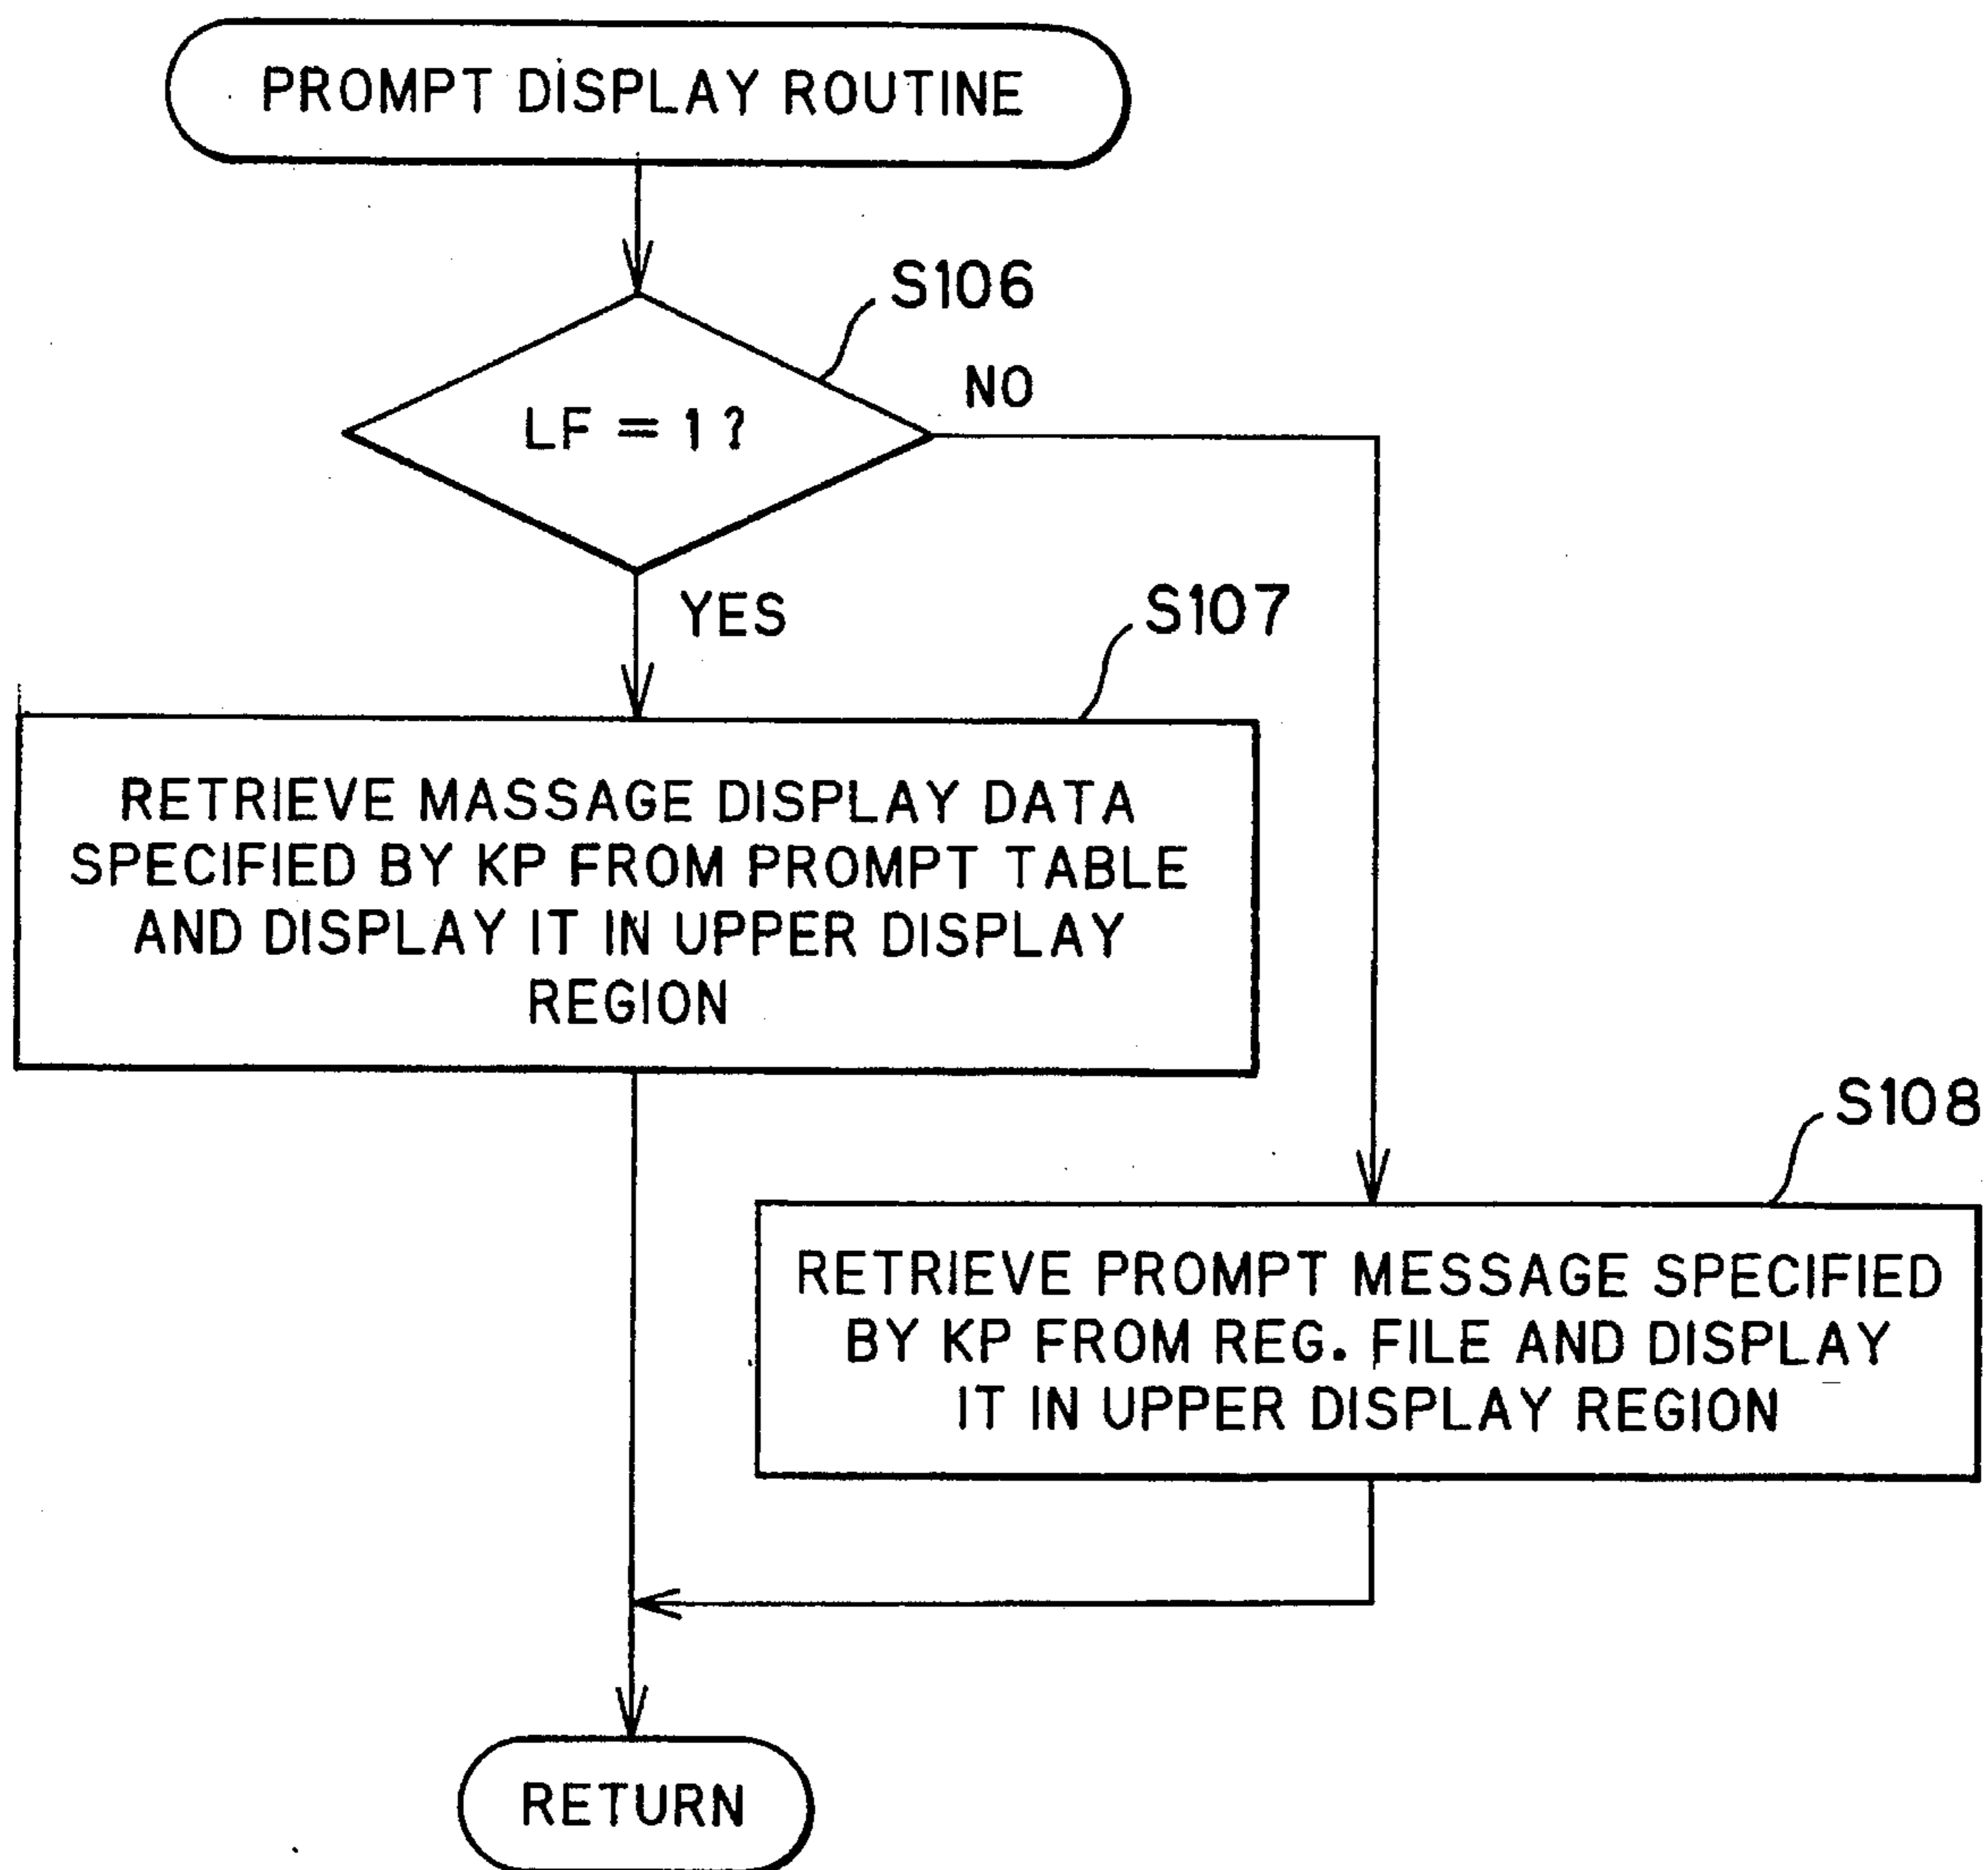 PROMPT DISPLAY ROUTINE
S106
NO
LF = 1?
YES
S107
RETRIEVE MASSAGE DISPLAY DATA
SPECIFIED BY KP FROM PROMPT TABLE
AND DISPLAY IT IN UPPER DISPLAY
REGION
S108
RETRIEVE PROMPT MESSAGE SPECIFIED
BY KP FROM REG. FILE AND DISPLAY
IT IN UPPER DISPLAY REGION
RETURN